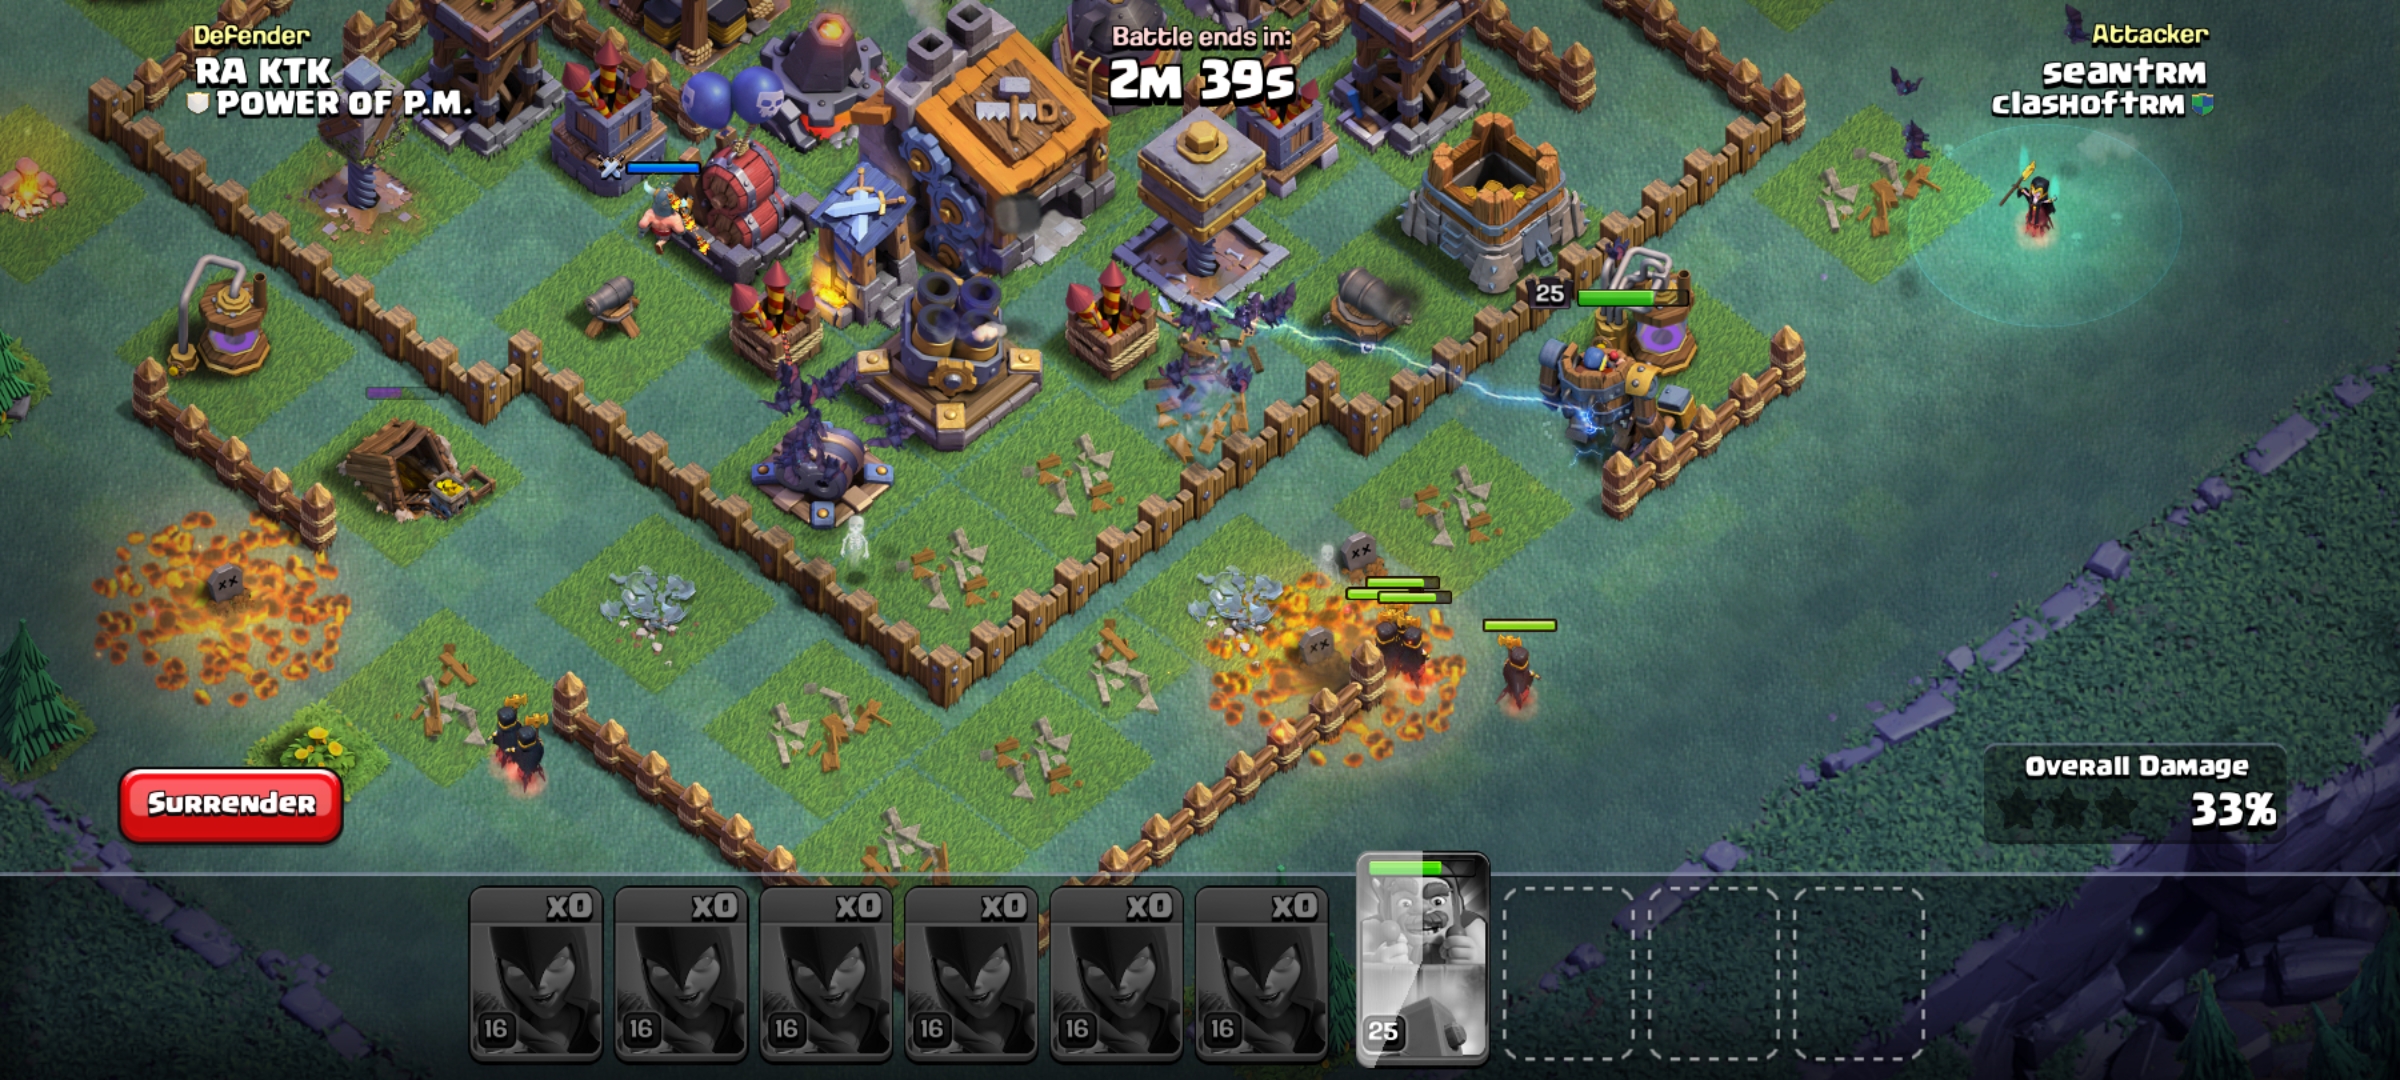 Defender
RA KTK
POWER OF P.M.
Battle ends in:
2M 39s
Attacker
seantRM
clashoftRM
25
Surrender
Overall Damage
33%
x0
x0
x0
x0
x0
x0
16
16
16
16
16
16
25